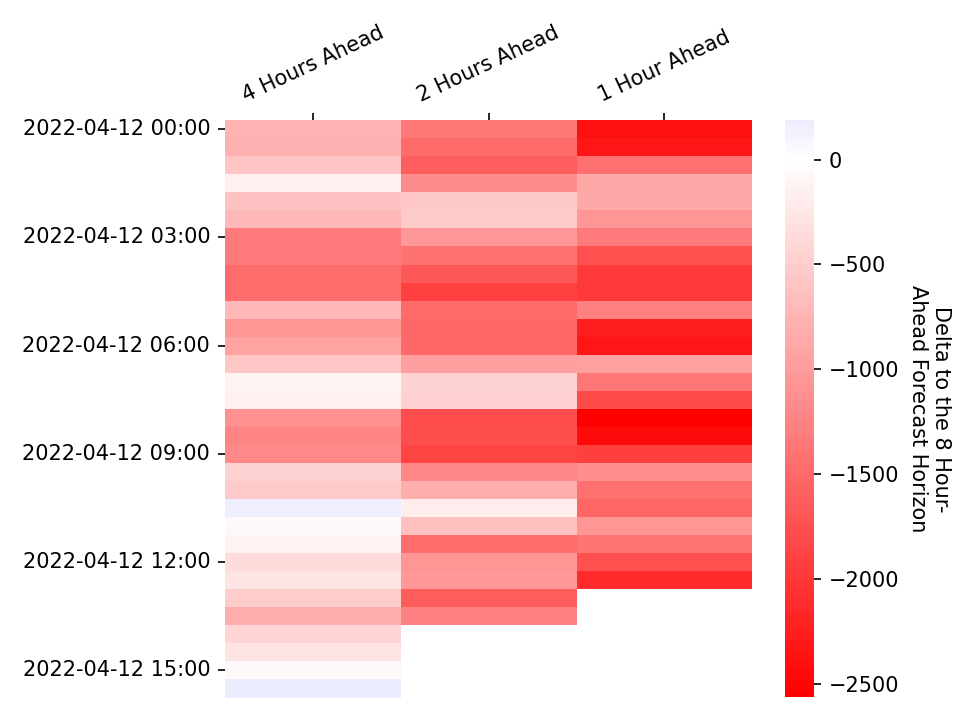 4 Hours Ahead
2 Hours Ahead
1 Hour Ahead
2022-04-12 00:00
2022-04-12 03:00
2022-04-12 06:00
2022-04-12 09:00
2022-04-12 12:00
2022-04-12 15:00
0
−500
−1000
−1500
−2000
−2500
Delta to the 8 Hour-
Ahead Forecast Horizon